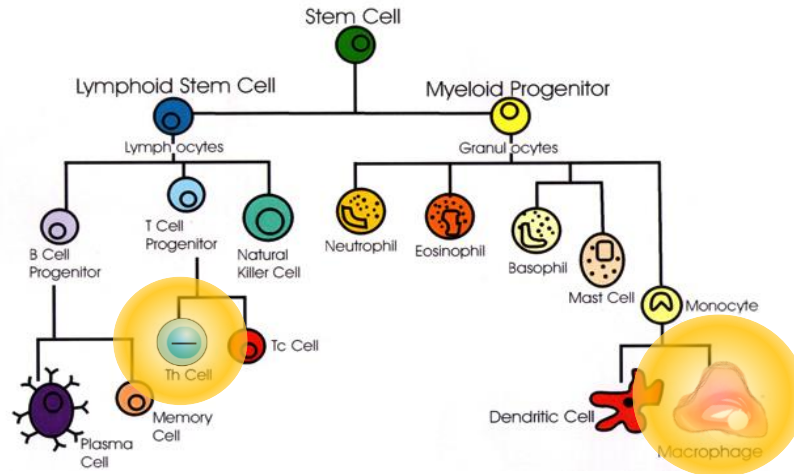 Stem Cell
Lymphoid Stem Cell
Myeloid Progenitor
Lymph ocytes
Granul ocytes
B Cell
Progenitor
T Cell
Progenitor
Natural
Killer Cell
Neutrophil
Eosinophil
Basophil
Mast Cell
Monocyte
Th Cell
Tc Cell
Plasma
Cell
Memory
Cell
Dendritic Cell
Macrophage